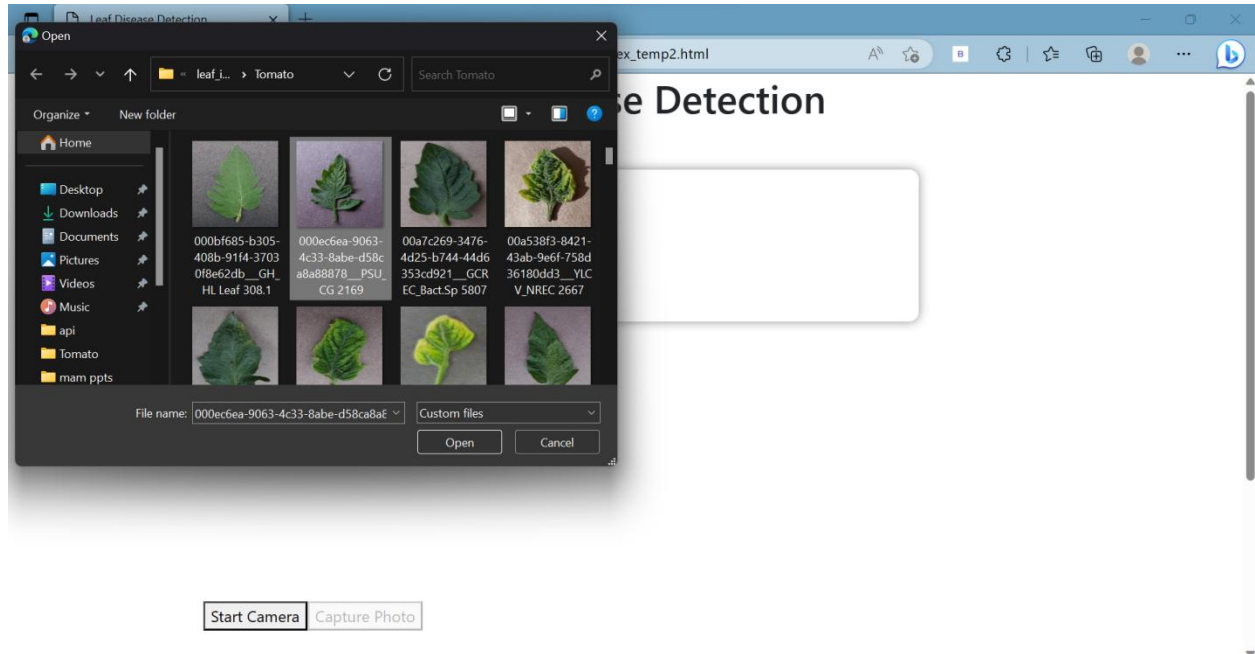 Leaf Disease Detection
Open
ex_temp2.html
leaf_i... > Tomato
Search Tomato
se Detection
Organize
New folder
Home
Desktop
Downloads
Documents
Pictures
Videos
Music
api
Tomato
mam ppts
000bf685-b305-
408b-91f4-3703
0f8e62db__GH_
HL Leaf 308.1
000ec6ea-9063-
4c33-8abe-d58c
a8a88878__PSU_
CG 2169
00a7c269-3476-
4d25-b744-44d6
353cd921__GCR
EC_Bact.Sp 5807
00a538f3-8421-
43ab-9e6f-758d
36180dd3__YLC
V_NREC 2667
File name: 000ec6ea-9063-4c33-8abe-d58ca8a8
Custom files
Open
Cancel
Start Camera
Capture Photo